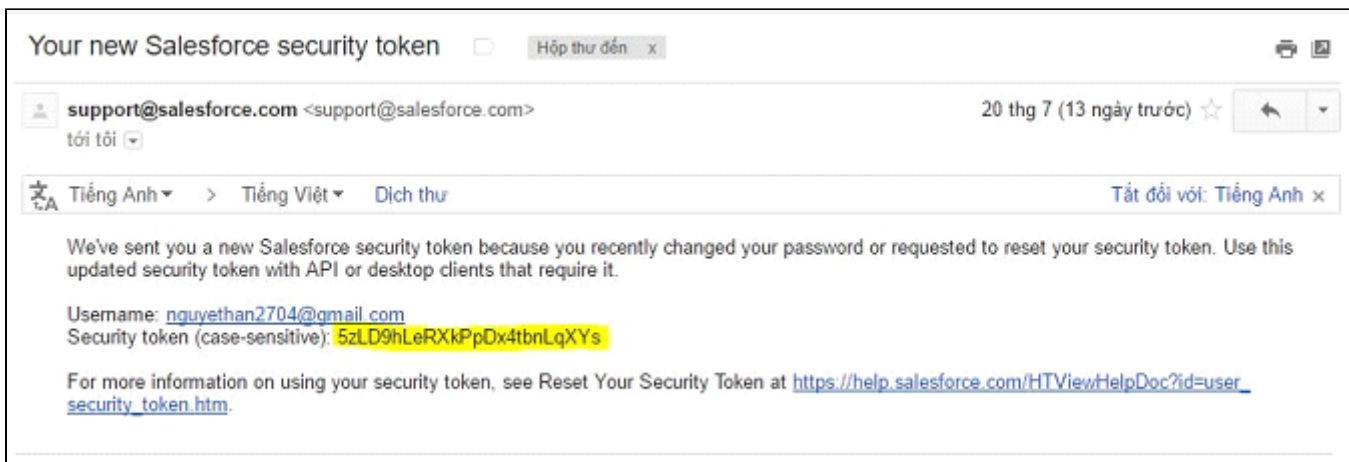 Your new Salesforce security token
Hộp thư đến x
support@salesforce.com <support@salesforce.com>
20 thg 7 (13 ngày trước)
tới tôi
Tiếng Anh > Tiếng Việt Dịch thư
Tắt đối với: Tiếng Anh x
We've sent you a new Salesforce security token because you recently changed your password or requested to reset your security token. Use this
updated security token with API or desktop clients that require it.
Username: nguyethan2704@gmail.com
Security token (case-sensitive): 5zLD9hLeRXkPpDx4tbnLqXYs
For more information on using your security token, see Reset Your Security Token at https://help.salesforce.com/HTViewHelpDoc?id=user_
security_token.htm.